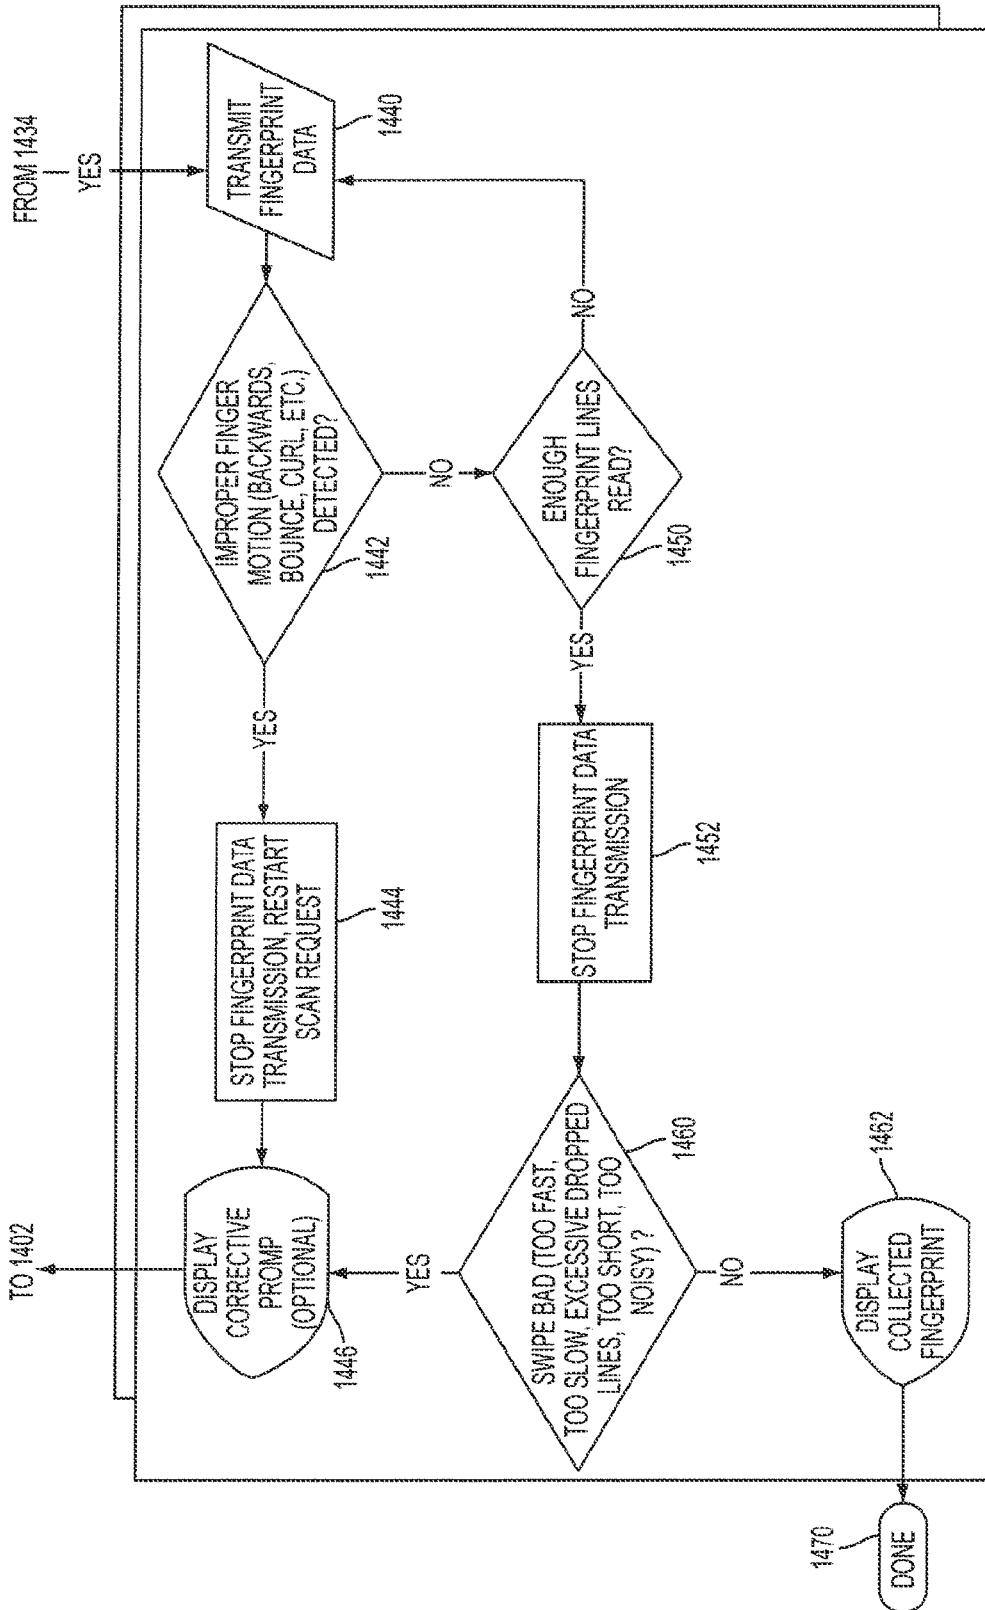 FROM 1434
YES
TRANSMIT
FINGERPRINT
DATA
1440
IMPROPER FINGER
MOTION (BACKWARDS,
BOUNCE, CURL, ETC.)
DETECTED?
1442
YES
NO
STOP FINGERPRINT DATA
TRANSMISSION, RESTART
SCAN REQUEST
1444
DISPLAY
CORRECTIVE
PROMP
(OPTIONAL)
1446
TO 1402
ENOUGH
FINGERPRINT LINES
READ?
1450
NO
YES
STOP FINGERPRINT DATA
TRANSMISSION
1452
SWIPE BAD (TOO FAST,
TOO SLOW, EXCESSIVE DROPPED
LINES, TOO SHORT, TOO
NOISY) ?
1460
YES
NO
DISPLAY
COLLECTED
FINGERPRINT
1462
DONE
1470